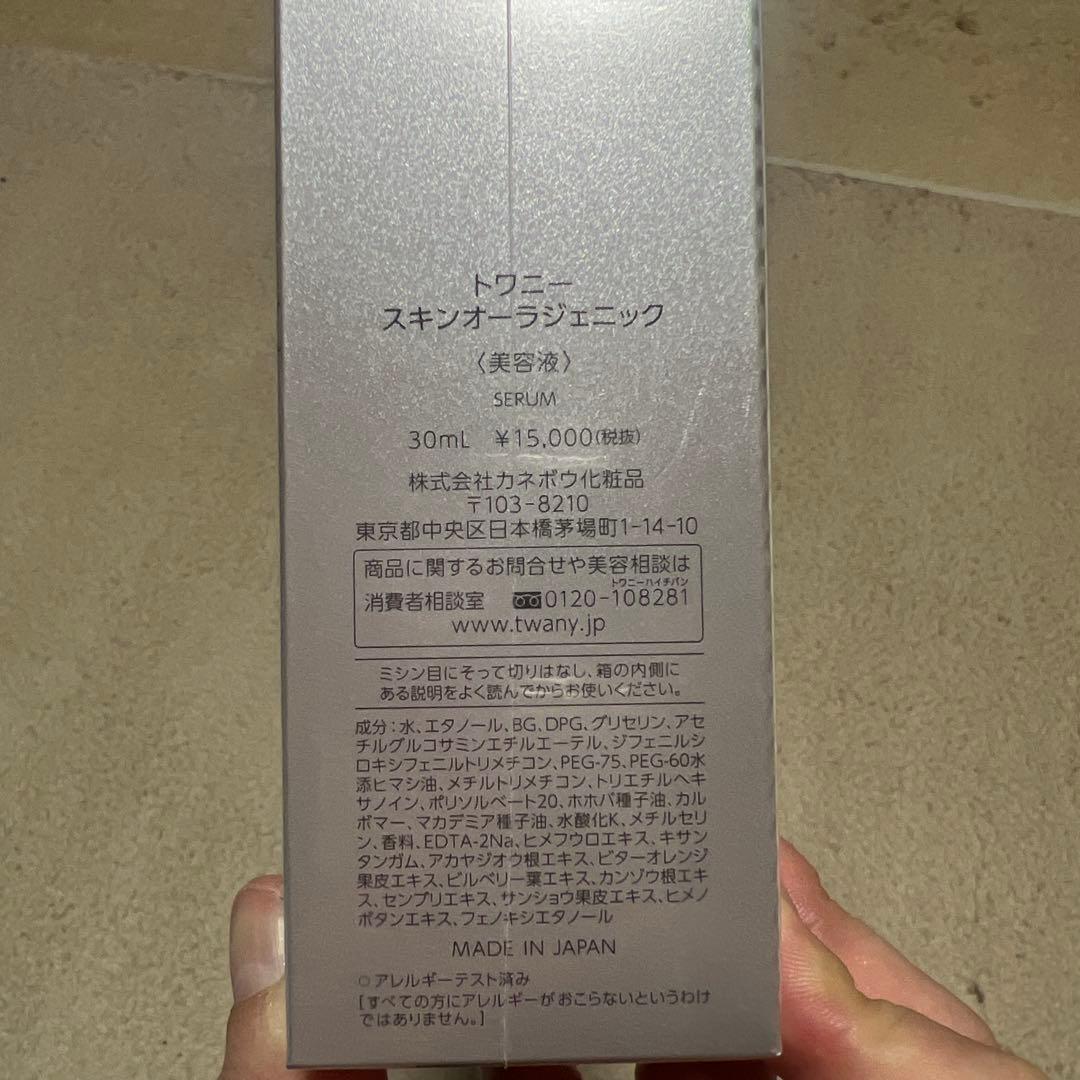 トワニー
スキンオーラジェニック
〈美容液〉
SERUM
30mL ¥15,000(税抜)
株式会社カネボウ化粧品
〒103-8210
東京都中央区日本橋茅場町1-14-10
商品に関するお問合せや美容相談は
トワニーハイチバン
消費者相談室 0120-108281
www.twany.jp
ミシン目にそって切りはなし、箱の内側に
ある説明をよく読んでからお使いください。
成分:水、エタノール、BG、DPG、グリセリン、アセ
チルグルコサミンエチルエーテル、ジフェニルシ
ロキシフェニルトリメチコン、PEG-75、PEG-60水
添ヒマシ油、メチルトリメチコン、トリエチルヘキ
サノイン、ポリソルベート20、ホホバ種子油、カル
ボマー、マカデミア種子油、水酸化K、メチルセリ
ン、香料、EDTA-2Na、ヒメフウロエキス、キサン
タンガム、アカヤジオウ根エキス、ビターオレンジ
果皮エキス、ビルベリー葉エキス、カンゾウ根エキ
ス、センブリエキス、サンショウ果皮エキス、ヒメノ
ボタンエキス、フェノキシエタノール
MADE IN JAPAN
○アレルギーテスト済み
[すべての方にアレルギーがおこらないというわけ
ではありません。]